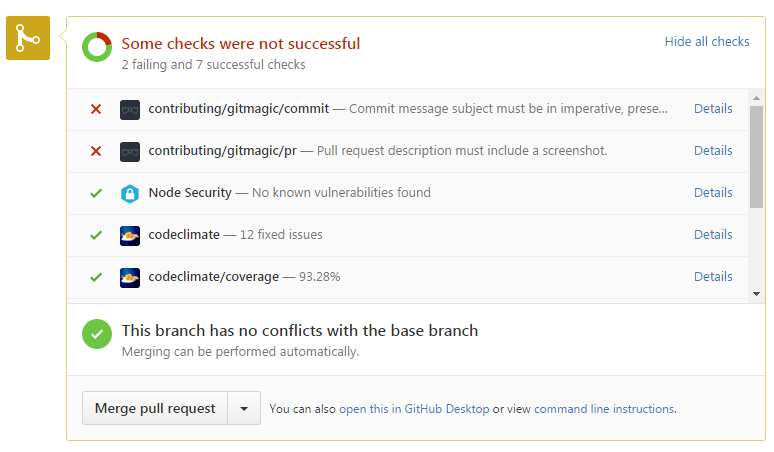 Some checks were not successful
Hide all checks
2 failing and 7 successful checks
contributing/gitmagic/commit — Commit message subject must be in imperative, prese... Details
contributing/gitmagic/pr — Pull request description must include a screenshot. Details
Node Security — No known vulnerabilities found Details
codeclimate — 12 fixed issues Details
codeclimate/coverage — 93.28% Details
This branch has no conflicts with the base branch
Merging can be performed automatically.
Merge pull request
You can also open this in GitHub Desktop or view command line instructions.